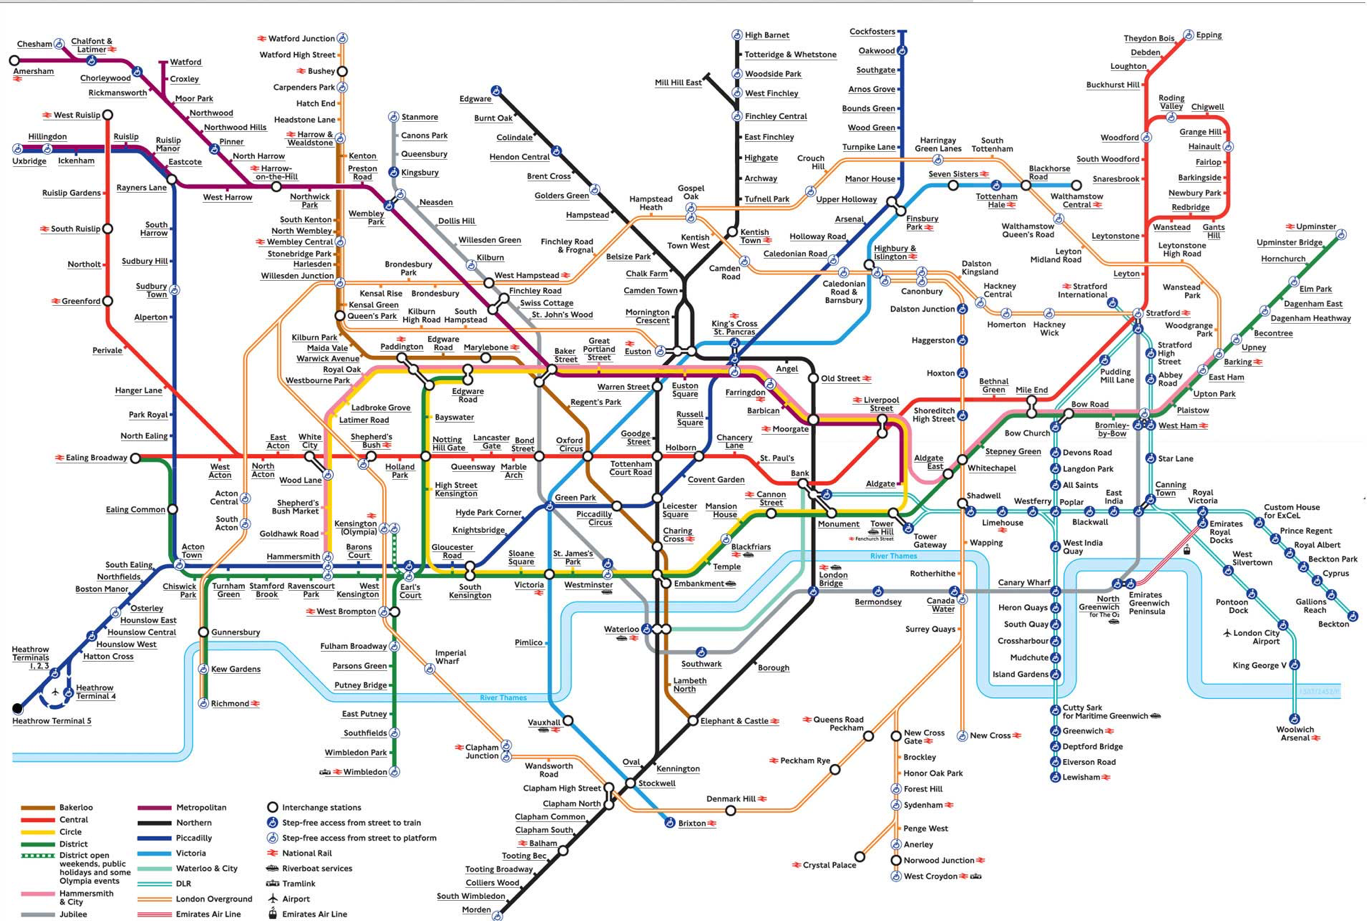 Chesham
Chalfont &
Latimer
Amersham
Chorleywood
Rickmansworth
Watford
Croxley
Moor Park
Northwood
Northwood Hills
Pinner
North Harrow
Harrow-
on-the-Hill
West Harrow
Northwick
Park
Preston
Road
Wembley
Park
West Ruislip
Hillingdon
Uxbridge
Ickenham
Ruislip
Ruislip
Manor
Eastcote
Rayners Lane
Ruislip Gardens
South Ruislip
Northolt
Greenford
Perivale
South
Harrow
Sudbury Hill
Sudbury
Town
Alperton
Hanger Lane
Park Royal
North Ealing
Ealing Broadway
Ealing Common
West
Acton
North
Acton
East
Acton
White
City
Acton
Central
South
Acton
Acton
Town
South Ealing
Northfields
Boston Manor
Osterley
Hounslow East
Hounslow Central
Hounslow West
Hatton Cross
Heathrow
Terminals
1, 2, 3
Heathrow
Terminal 4
Heathrow Terminal 5
Chiswick
Park
Turnham
Green
Stamford
Brook
Ravenscourt
Park
Gunnersbury
Kew Gardens
Richmond
Watford Junction
Watford High Street
Bushey
Carpenders Park
Hatch End
Headstone Lane
Harrow &
Wealdstone
Kenton
South Kenton
North Wembley
Wembley Central
Stonebridge Park
Harlesden
Willesden Junction
Kensal Green
Queen's Park
Kilburn Park
Maida Vale
Warwick Avenue
Royal Oak
Westbourne Park
Ladbroke Grove
Latimer Road
Shepherd's
Bush
Wood Lane
Shepherd's
Bush Market
Goldhawk Road
Hammersmith
Kensington
(Olympia)
Barons
Court
West
Kensington
Earl's
Court
Gloucester
Road
South
Kensington
West Brompton
Fulham Broadway
Parsons Green
Putney Bridge
East Putney
Southfields
Wimbledon Park
Wimbledon
Imperial
Wharf
Clapham
Junction
Wandsworth
Road
Stanmore
Canons Park
Queensbury
Kingsbury
Neasden
Dollis Hill
Willesden Green
Kilburn
West Hampstead
Finchley Road
Swiss Cottage
St. John's Wood
Brondesbury
Park
Kensal Rise
Brondesbury
Kilburn
High Road
South
Hampstead
Paddington
Edgware
Road
Marylebone
Baker
Street
Great
Portland
Street
Edgware
Road
Bayswater
Notting
Hill Gate
Holland
Park
Lancaster
Gate
Queensway
Bond
Street
Marble
Arch
High Street
Kensington
Hyde Park Corner
Knightsbridge
Sloane
Square
Victoria
Pimlico
Vauxhall
Edgware
Burnt Oak
Colindale
Hendon Central
Brent Cross
Golders Green
Hampstead
Hampstead
Heath
Finchley Road
& Frognal
Belsize Park
Chalk Farm
Camden Town
Mornington
Crescent
Euston
Warren Street
Regent's Park
Goodge
Street
Oxford
Circus
Tottenham
Court Road
Green Park
Piccadilly
Circus
St. James's
Park
Westminster
Leicester
Square
Charing
Cross
Embankment
Waterloo
Southwark
Lambeth
North
Elephant & Castle
Oval
Kennington
Stockwell
Brixton
Clapham High Street
Clapham North
Clapham Common
Clapham South
Balham
Tooting Bec
Tooting Broadway
Colliers Wood
South Wimbledon
Morden
High Barnet
Totteridge & Whetstone
Woodside Park
Mill Hill East
West Finchley
Finchley Central
East Finchley
Highgate
Archway
Tufnell Park
Kentish
Town
Gospel
Oak
Kentish
Town West
Camden
Road
Upper Holloway
Crouch
Hill
Harringay
Green Lanes
South
Tottenham
Cockfosters
Oakwood
Southgate
Arnos Grove
Bounds Green
Wood Green
Turnpike Lane
Manor House
Arsenal
Holloway Road
Caledonian Road
King's Cross
St. Pancras
Finsbury
Park
Seven Sisters
Tottenham
Hale
Blackhorse
Road
Walthamstow
Central
Walthamstow
Queen's Road
Leyton
Midland Road
Leytonstone
High Road
Wanstead
Park
Woodgrange
Park
Highbury &
Islington
Caledonian
Road &
Barnsbury
Canonbury
Dalston
Kingsland
Hackney
Central
Homerton
Hackney
Wick
Dalston Junction
Haggerston
Hoxton
Shoreditch
High Street
Angel
Old Street
Euston
Square
Farringdon
Barbican
Moorgate
Liverpool
Street
Russell
Square
Holborn
Chancery
Lane
St. Paul's
Covent Garden
Bank
Cannon
Street
Mansion
House
Monument
Blackfriars
Temple
Tower
Hill
Fenchurch Street
Tower
Gateway
Aldgate
Aldgate
East
Whitechapel
Stepney Green
Bethnal
Green
Mile End
Bow Road
Bow Church
Bromley-
by-Bow
West Ham
Plaistow
Upton Park
East Ham
Barking
Upney
Becontree
Dagenham Heathway
Dagenham East
Elm Park
Hornchurch
Upminster Bridge
Upminster
Epping
Theydon Bois
Debden
Loughton
Buckhurst Hill
Woodford
South Woodford
Snaresbrook
Leytonstone
Leyton
Roding
Valley
Chigwell
Grange Hill
Hainault
Fairlop
Barkingside
Newbury Park
Redbridge
Wanstead
Gants
Hill
Stratford
International
Stratford
Stratford
High
Street
Abbey
Road
Pudding
Mill Lane
Star Lane
Canning
Town
Devons Road
Langdon Park
All Saints
Poplar
Shadwell
Limehouse
Westferry
Blackwall
East
India
Royal
Victoria
Custom House
for ExCeL
Prince Regent
Royal Albert
Beckton Park
Cyprus
Gallions
Reach
Beckton
Emirates
Royal
Docks
West
Silvertown
Pontoon
Dock
London City
Airport
King George V
Woolwich
Arsenal
Emirates
Greenwich
Peninsula
North
Greenwich
for The O2
West India
Quay
Canary Wharf
Heron Quays
South Quay
Crossharbour
Mudchute
Island Gardens
Cutty Sark
for Maritime Greenwich
Greenwich
Deptford Bridge
Elverson Road
Lewisham
Wapping
Rotherhithe
Canada
Water
Surrey Quays
London
Bridge
Bermondsey
Borough
Queens Road
Peckham
Peckham Rye
Denmark Hill
New Cross
Gate
New Cross
Brockley
Honor Oak Park
Forest Hill
Sydenham
Penge West
Anerley
Crystal Palace
Norwood Junction
West Croydon
River Thames
River Thames
Bakerloo
Central
Circle
District
District open
weekends, public
holidays and some
Olympia events
Hammersmith
& City
Jubilee
Metropolitan
Northern
Piccadilly
Victoria
Waterloo & City
DLR
London Overground
Emirates Air Line
Interchange stations
Step-free access from street to train
Step-free access from street to platform
National Rail
Riverboat services
Tramlink
Airport
Emirates Air Line